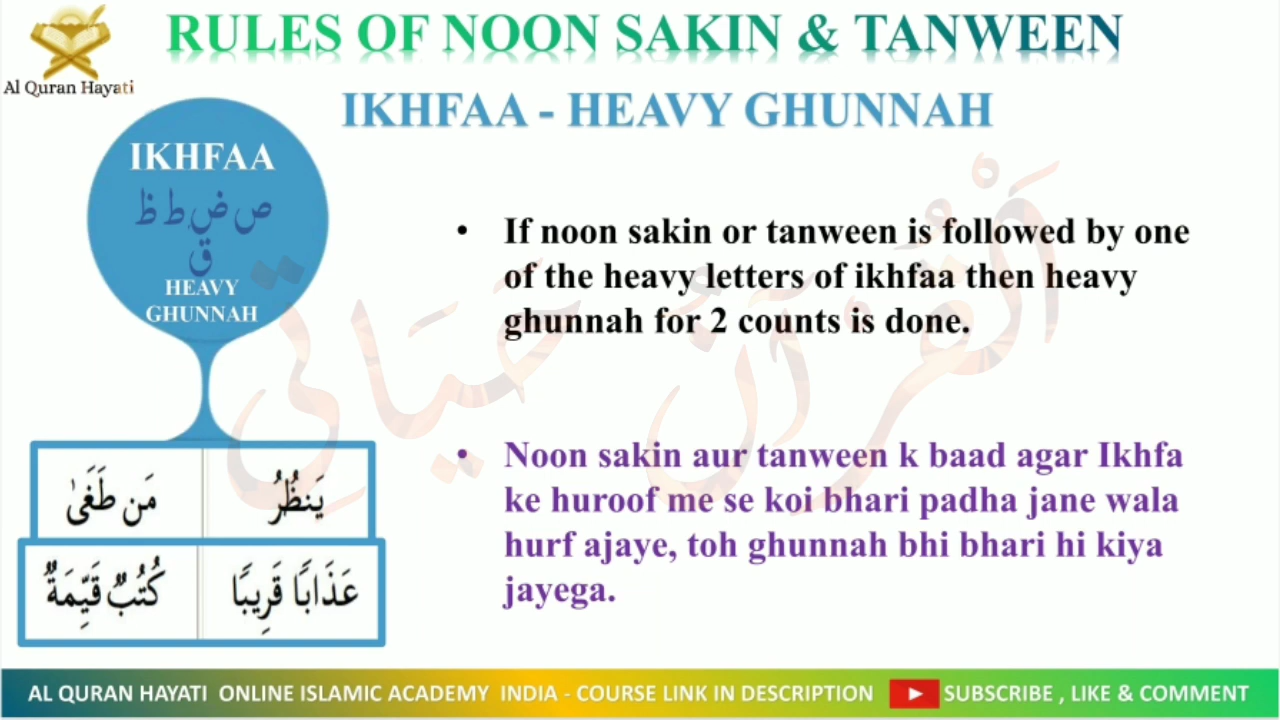 RULES OF NOON SAKIN & TANWEEN
Al Quran Hayati
IKHFAA - HEAVY GHUNNAH
IKHFAA
ص ض ط ظ
ق
HEAVY
GHUNNAH
• If noon sakin or tanween is followed by one
of the heavy letters of ikhfaa then heavy
ghunnah for 2 counts is done.
• Noon sakin aur tanween k baad agar Ikhfa
ke huroof me se koi bhari padha jane wala
hurf ajaye, toh ghunnah bhi bhari hi kiya
jayega.
يَنظُرُ مَن طَغَىٰ
عَذَابًا قَرِيبًا كُتُبٌ قَيِّمَةٌ
القُرْآنُ حَيَاتِي
AL QURAN HAYATI ONLINE ISLAMIC ACADEMY INDIA - COURSE LINK IN DESCRIPTION SUBSCRIBE , LIKE & COMMENT